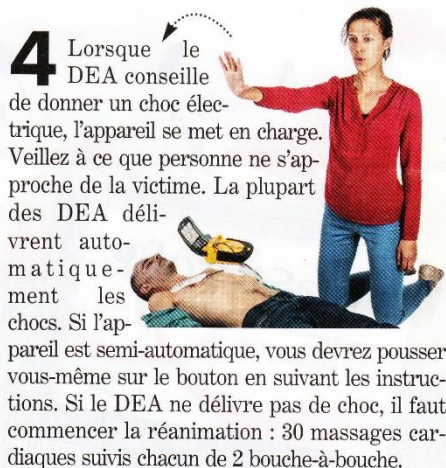 4 Lorsque le
DEA conseille
de donner un choc élec-
trique, l'appareil se met en charge.
Veillez à ce que personne ne s'ap-
proche de la victime. La plupart
des DEA déli-
vrent auto-
matique-
ment les
chocs. Si l'ap-
pareil est semi-automatique, vous devrez pousser
vous-même sur le bouton en suivant les instruc-
tions. Si le DEA ne délivre pas de choc, il faut
commencer la réanimation : 30 massages car-
diaques suivis chacun de 2 bouche-à-bouche.